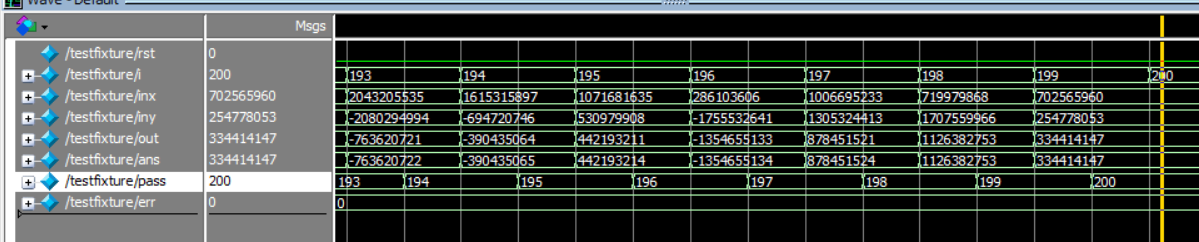 Wave - Default
Msgs
/testfixture/rst 0
/testfixture/i 200 193 194 195 196 197 198 199 200
/testfixture/inx 702565960 2043205535 1615315897 1071681635 286103606 1006695233 719979868 702565960
/testfixture/iny 254778053 -2080294994 -694720746 530979908 -1755532641 1305324413 1707559966 254778053
/testfixture/out 334414147 -763620721 -390435064 442193211 -1354655133 878451521 1126382753 334414147
/testfixture/ans 334414147 -763620722 -390435065 442193214 -1354655134 878451524 1126382753 334414147
/testfixture/pass 200 193 194 195 196 197 198 199 200
/testfixture/err 0 0